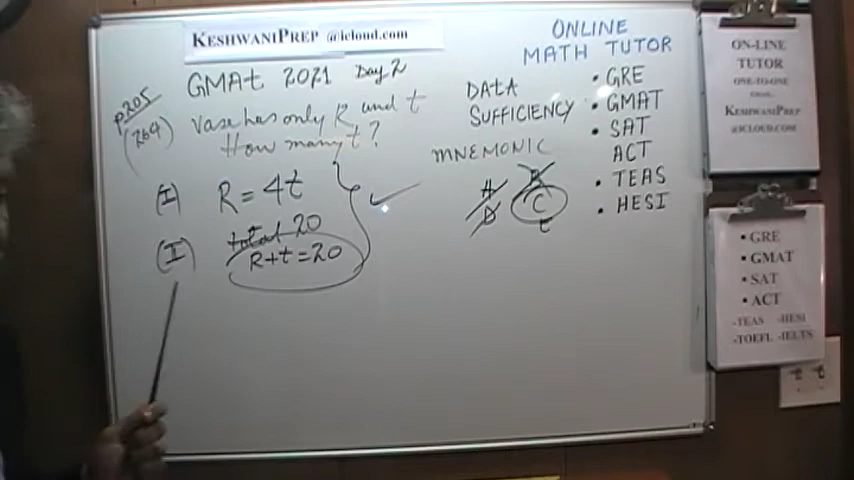 KESHWANIPREP @icloud.com
GMAt 2021 Day 2
p205
(264)
Vase has only R and t
How many t?
(I) R = 4t
(I) total 20
R+t=20
DATA
SUFFICIENCY
MNEMONIC
A B
D C
E
ONLINE
MATH TUTOR
• GRE
• GMAT
• SAT
ACT
• TEAS
• HESI
ON-LINE
TUTOR
ONE-TO-ONE
EMAIL
KESHWANIPREP
@ICLOUD.COM
• GRE
• GMAT
• SAT
• ACT
-TEAS -HESI
-TOEFL -IELTS